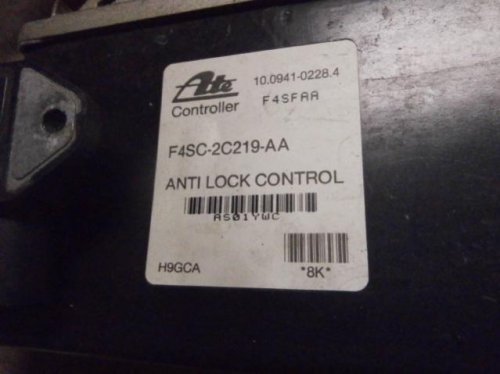 Ate
10.0941-0228.4
Controller
F4SFAA
F4SC-2C219-AA
ANTI LOCK CONTROL
AS01YWC
H9GCA
*8K*